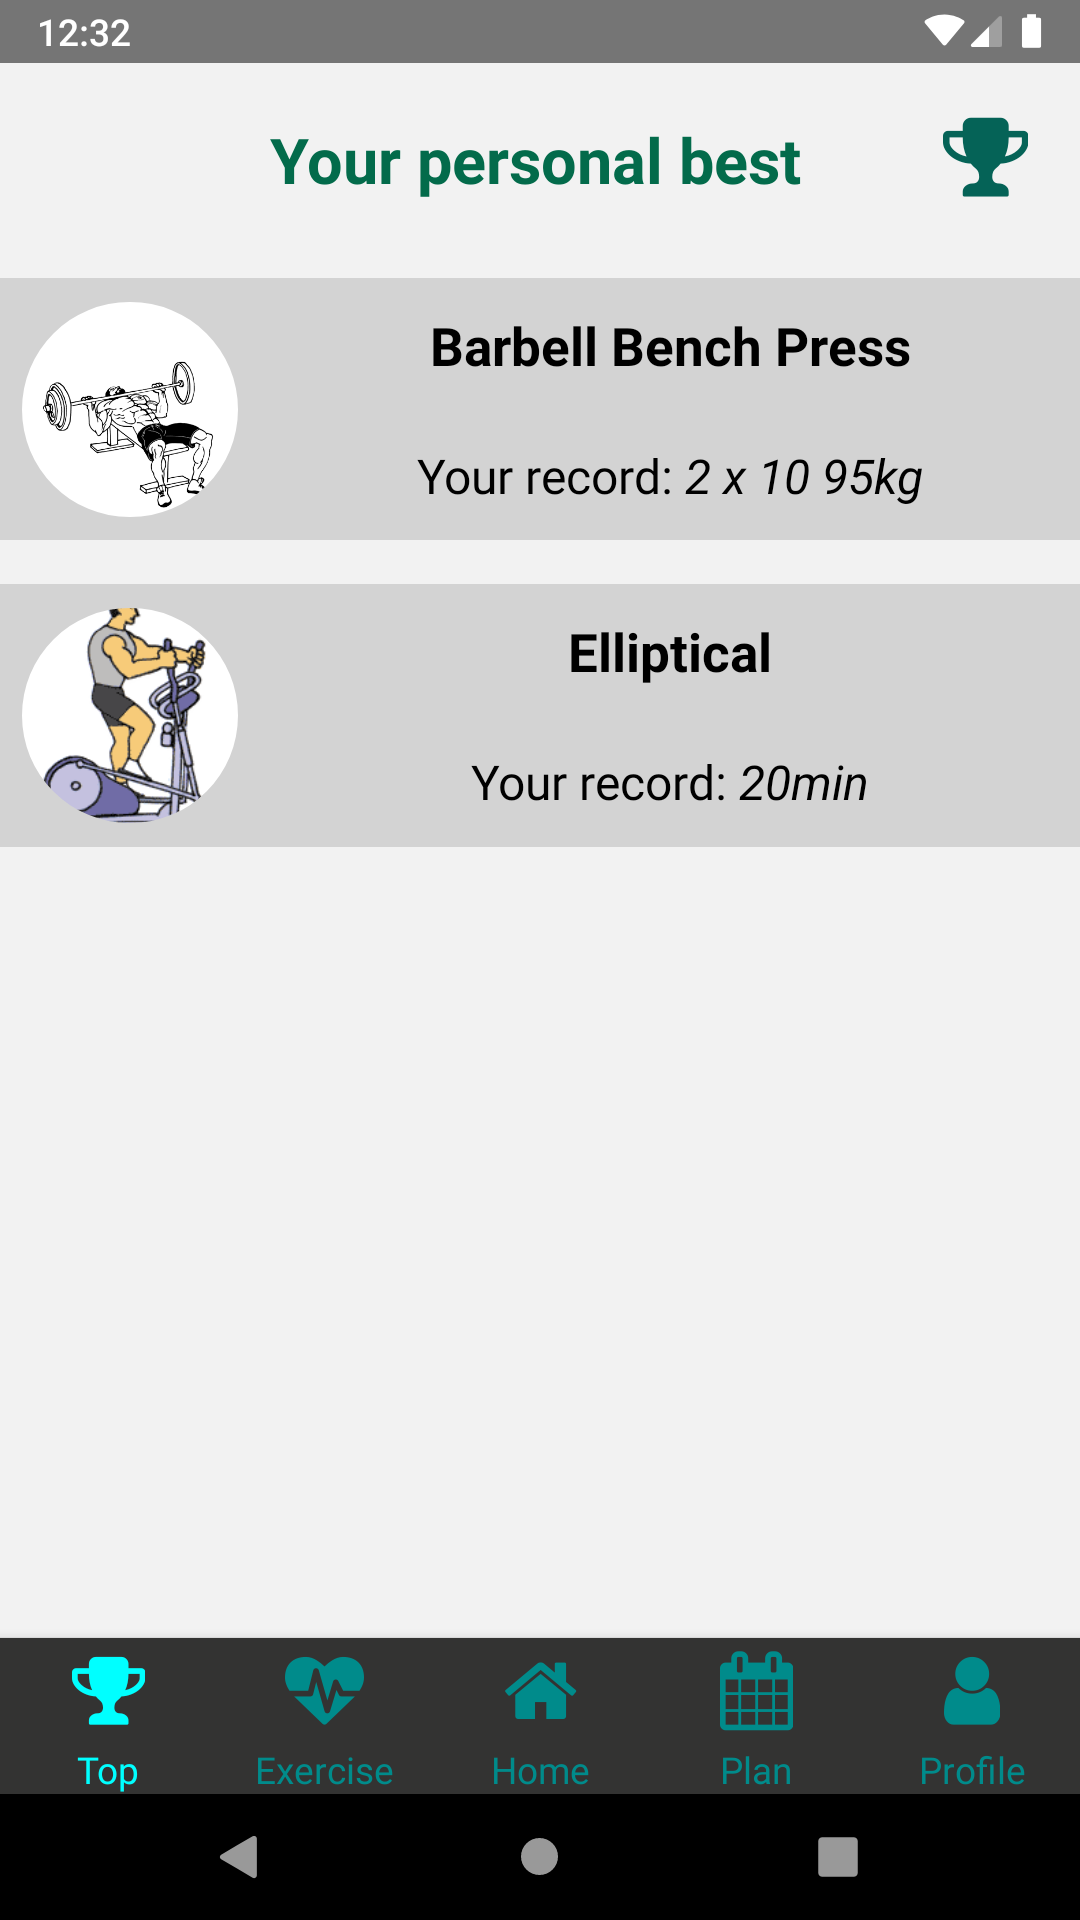 12:32
Your personal best
Barbell Bench Press
Your record: 2 x 10 95kg
Elliptical
Your record: 20min
Top
Exercise
Home
Plan
Profile